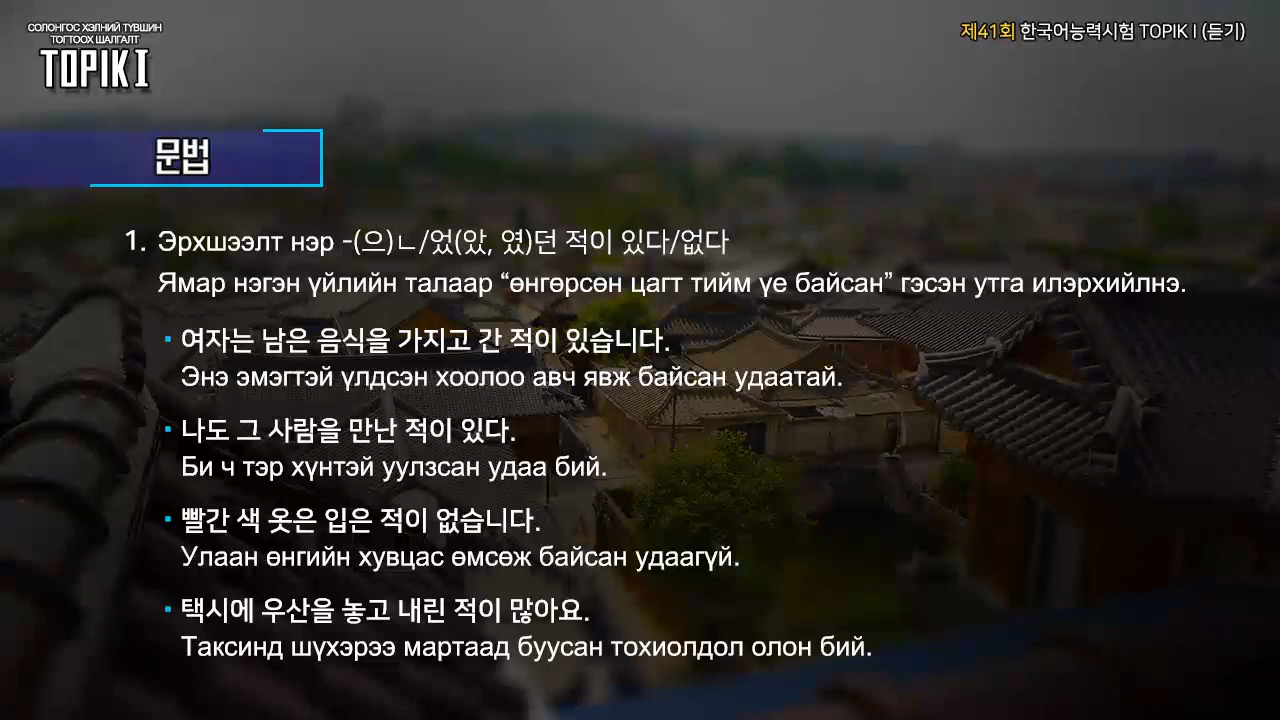 СОЛОНГОС ХЭЛНИЙ ТҮВШИН
ТОГТООХ ШАЛГАЛТ
TOPIK I
제41회 한국어능력시험 TOPIK I (듣기)
문법
1. Эрхшээлт нэр -(으)ㄴ/었(았, 였)던 적이 있다/없다
Ямар нэгэн үйлийн талаар “өнгөрсөн цагт тийм үе байсан” гэсэн утга илэрхийлнэ.
· 여자는 남은 음식을 가지고 간 적이 있습니다.
Энэ эмэгтэй үлдсэн хоолоо авч явж байсан удаатай.
· 나도 그 사람을 만난 적이 있다.
Би ч тэр хүнтэй уулзсан удаа бий.
· 빨간 색 옷은 입은 적이 없습니다.
Улаан өнгийн хувцас өмсөж байсан удаагүй.
· 택시에 우산을 놓고 내린 적이 많아요.
Таксинд шүхэрээ мартаад буусан тохиолдол олон бий.